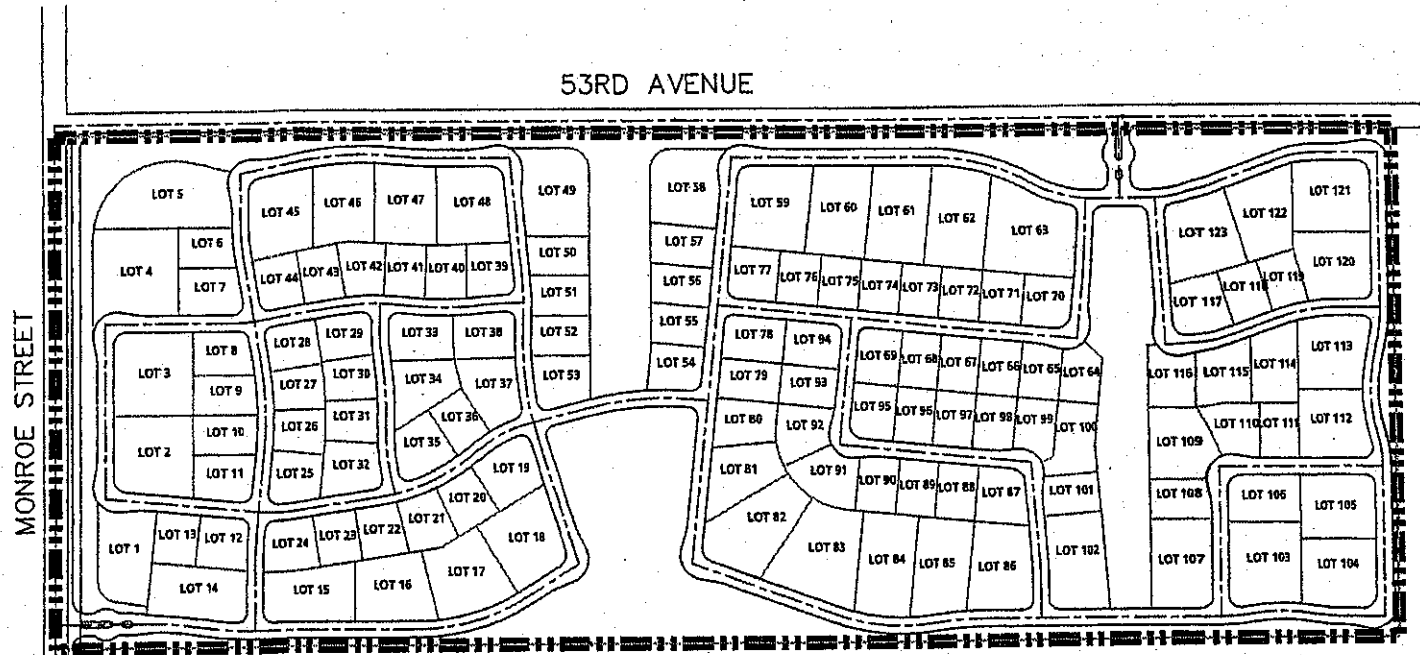 53RD AVENUE
MONROE STREET
LOT 5
LOT 6
LOT 4
LOT 7
LOT 45
LOT 46
LOT 47
LOT 48
LOT 44
LOT 43
LOT 42
LOT 41
LOT 40
LOT 39
LOT 49
LOT 50
LOT 51
LOT 52
LOT 53
LOT 3
LOT 8
LOT 9
LOT 2
LOT 10
LOT 11
LOT 28
LOT 29
LOT 27
LOT 30
LOT 26
LOT 31
LOT 25
LOT 32
LOT 33
LOT 38
LOT 34
LOT 37
LOT 36
LOT 35
LOT 1
LOT 13
LOT 12
LOT 14
LOT 24
LOT 23
LOT 22
LOT 21
LOT 20
LOT 19
LOT 15
LOT 16
LOT 17
LOT 18
LOT 58
LOT 57
LOT 56
LOT 55
LOT 54
LOT 59
LOT 60
LOT 61
LOT 62
LOT 63
LOT 77
LOT 76
LOT 75
LOT 74
LOT 73
LOT 72
LOT 71
LOT 70
LOT 78
LOT 94
LOT 79
LOT 93
LOT 80
LOT 92
LOT 81
LOT 91
LOT 82
LOT 83
LOT 69
LOT 68
LOT 67
LOT 66
LOT 65
LOT 64
LOT 95
LOT 96
LOT 97
LOT 98
LOT 99
LOT 100
LOT 90
LOT 89
LOT 88
LOT 87
LOT 101
LOT 84
LOT 85
LOT 86
LOT 102
LOT 121
LOT 122
LOT 123
LOT 120
LOT 119
LOT 118
LOT 117
LOT 116
LOT 115
LOT 114
LOT 113
LOT 109
LOT 110
LOT 111
LOT 112
LOT 108
LOT 106
LOT 105
LOT 107
LOT 103
LOT 104